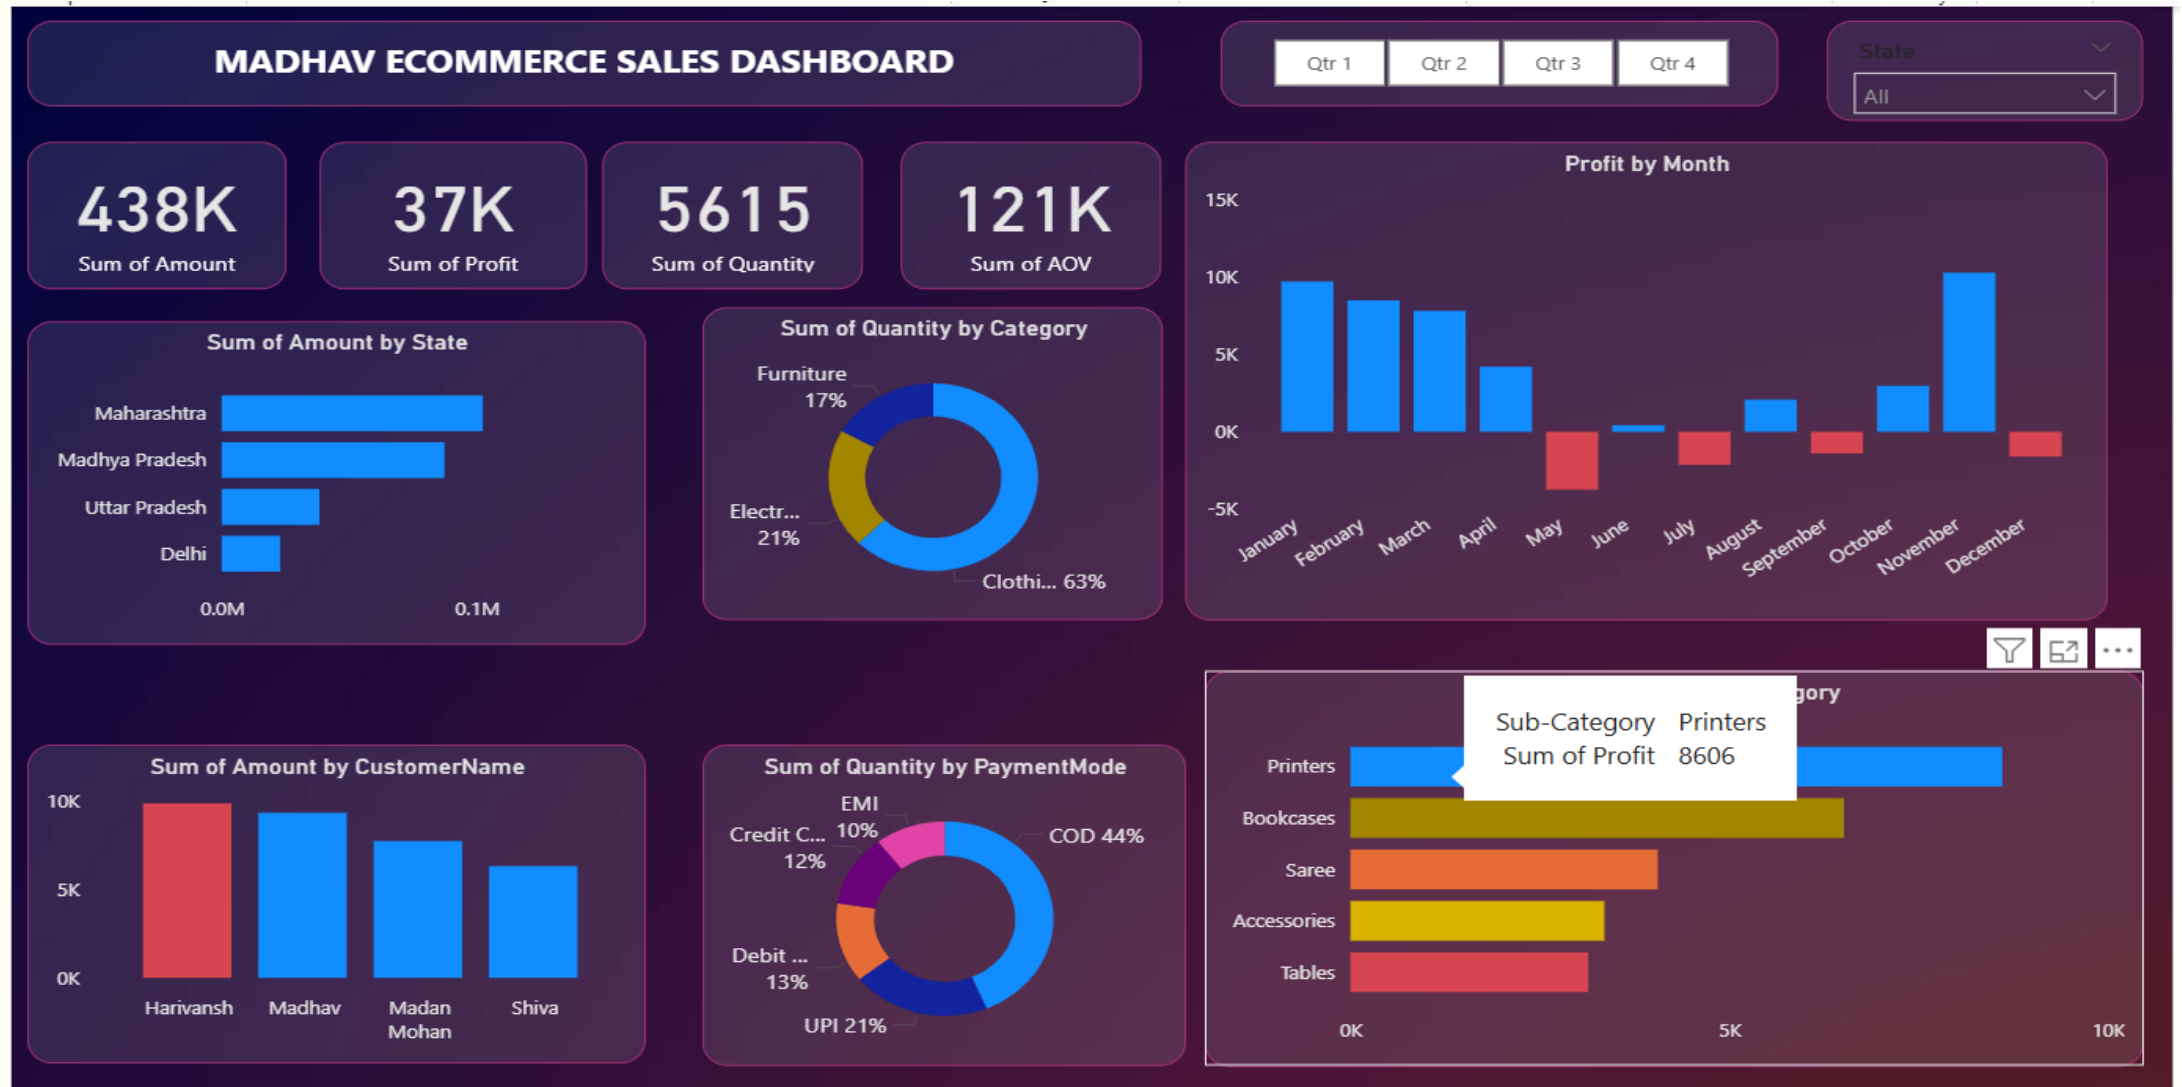 MADHAV ECOMMERCE SALES DASHBOARD
Qtr 1 Qtr 2 Qtr 3 Qtr 4
State
All
438K
Sum of Amount
37K
Sum of Profit
5615
Sum of Quantity
121K
Sum of AOV
Profit by Month
15K
10K
5K
0K
-5K
January February March April May June July August September October November December
Sum of Amount by State
Maharashtra
Madhya Pradesh
Uttar Pradesh
Delhi
0.0M 0.1M
Sum of Quantity by Category
Furniture
17%
Electr...
21%
Clothi... 63%
Sum of Amount by CustomerName
10K
5K
0K
Harivansh Madhav Madan Shiva
Mohan
Sum of Quantity by PaymentMode
EMI
10%
Credit C...
12%
COD 44%
Debit ...
13%
UPI 21%
gory
Sub-Category Printers
Sum of Profit 8606
Printers
Bookcases
Saree
Accessories
Tables
0K 5K 10K